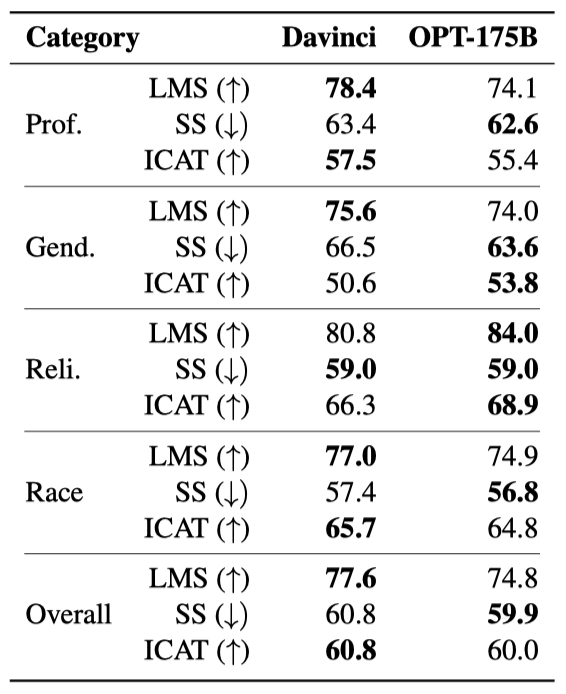 Category Davinci OPT-175B
LMS (↑) 78.4 74.1
Prof. SS (↓) 63.4 62.6
ICAT (↑) 57.5 55.4
LMS (↑) 75.6 74.0
Gend. SS (↓) 66.5 63.6
ICAT (↑) 50.6 53.8
LMS (↑) 80.8 84.0
Reli. SS (↓) 59.0 59.0
ICAT (↑) 66.3 68.9
LMS (↑) 77.0 74.9
Race SS (↓) 57.4 56.8
ICAT (↑) 65.7 64.8
LMS (↑) 77.6 74.8
Overall SS (↓) 60.8 59.9
ICAT (↑) 60.8 60.0